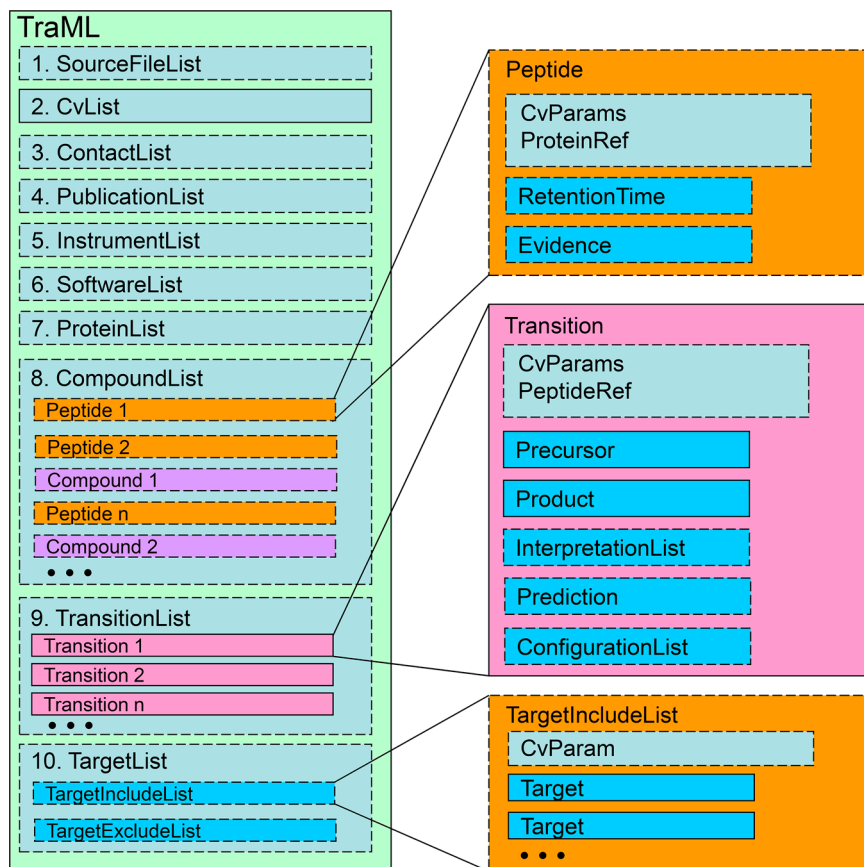 TraML
1. SourceFileList
2. CvList
3. ContactList
4. PublicationList
5. InstrumentList
6. SoftwareList
7. ProteinList
8. CompoundList
Peptide 1
Peptide 2
Compound 1
Peptide n
Compound 2
• • •
9. TransitionList
Transition 1
Transition 2
Transition n
• • •
10. TargetList
TargetIncludeList
TargetExcludeList
Peptide
CvParams
ProteinRef
RetentionTime
Evidence
Transition
CvParams
PeptideRef
Precursor
Product
InterpretationList
Prediction
ConfigurationList
TargetIncludeList
CvParam
Target
Target
• • •